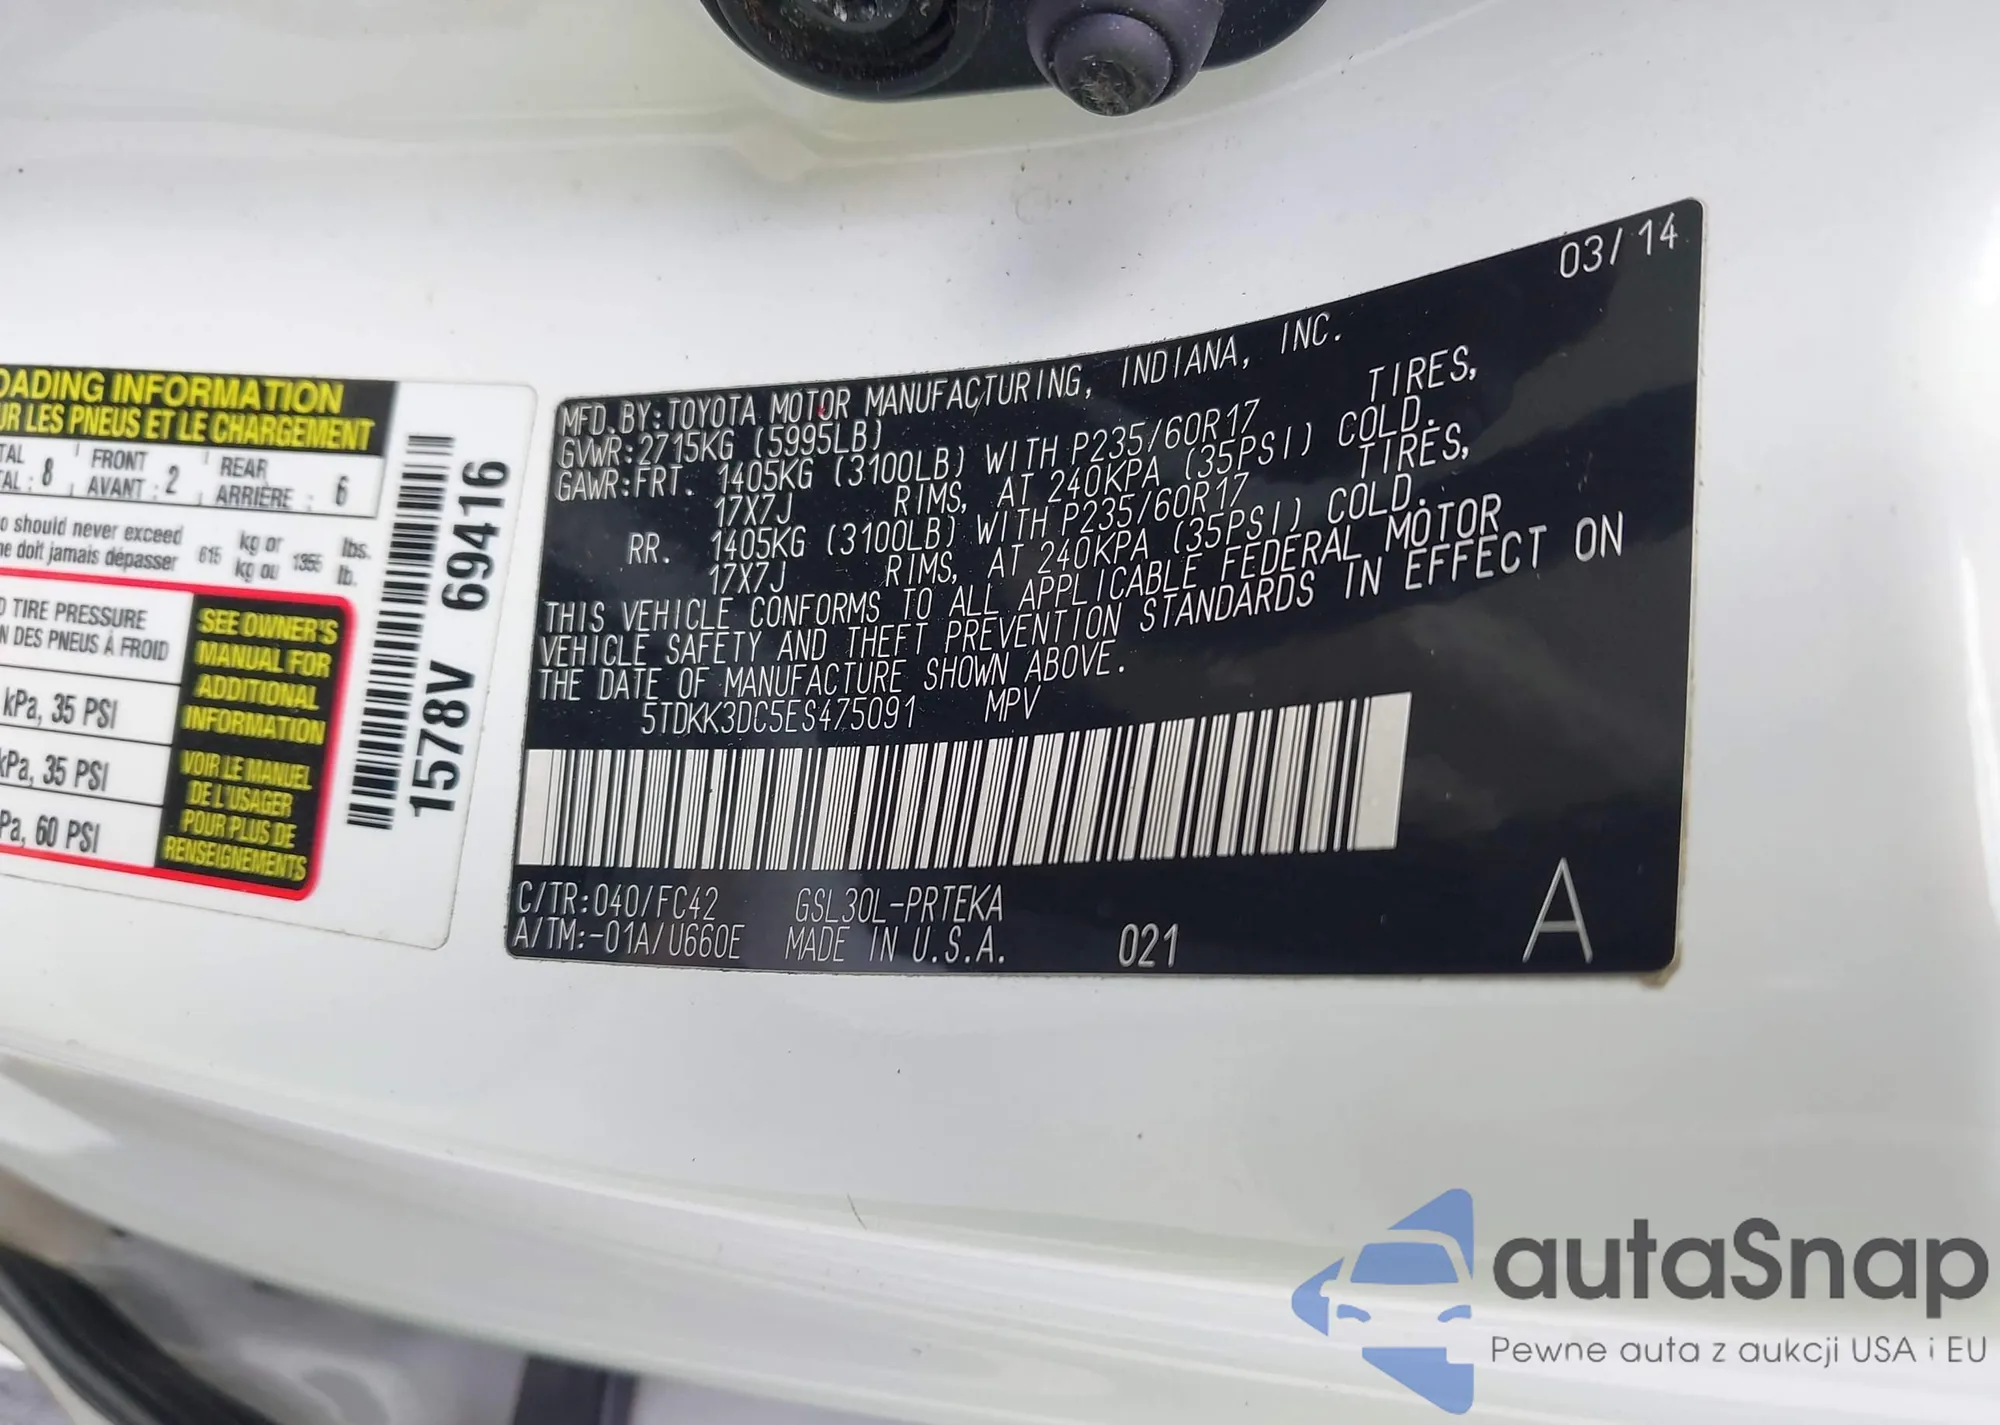 03/14
MFD.BY:TOYOTA MOTOR MANUFACTURING, INDIANA, INC.
GVWR:2715KG (5995LB)
GAWR:FRT. 1405KG (3100LB) WITH P235/60R17 TIRES,
17X7J RIMS, AT 240KPA (35PSI) COLD.
RR. 1405KG (3100LB) WITH P235/60R17 TIRES,
17X7J RIMS, AT 240KPA (35PSI) COLD.
THIS VEHICLE CONFORMS TO ALL APPLICABLE FEDERAL MOTOR
VEHICLE SAFETY AND THEFT PREVENTION STANDARDS IN EFFECT ON
THE DATE OF MANUFACTURE SHOWN ABOVE.
5TDKK3DC5ES475091 MPV
C/TR:040/FC42 GSL30L-PRTEKA
A/TM:-01A/U660E MADE IN U.S.A. 021 A
OADING INFORMATION
UR LES PNEUS ET LE CHARGEMENT
TAL FRONT REAR
TAL : 8 AVANT : 2 ARRIÈRE : 6
o should never exceed kg or lbs.
ne doit jamais dépasser 615 kg ou 1355 lb.
D TIRE PRESSURE
N DES PNEUS À FROID
kPa, 35 PSI
kPa, 35 PSI
Pa, 60 PSI
SEE OWNER'S
MANUAL FOR
ADDITIONAL
INFORMATION
VOIR LE MANUEL
DE L'USAGER
POUR PLUS DE
RENSEIGNEMENTS
1578V 69416
autaSnap
Pewne auta z aukcji USA i EU